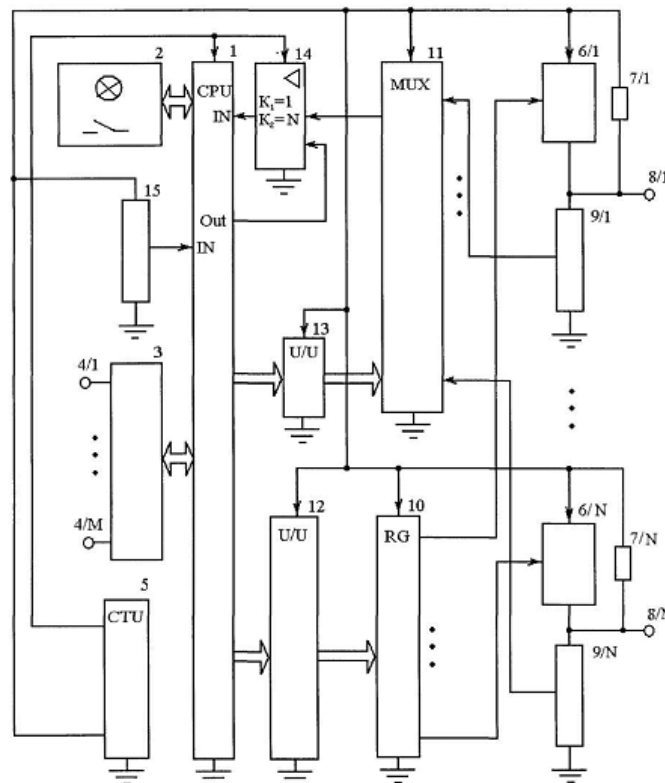 2
1
14
11
6/1
7/1
CPU
IN
K₁=1
K₂=N
MUX
15
Out
IN
8/1
9/1
13
U/U
4/1
3
12
10
6/N
7/N
4/M
U/U
RG
5
8/N
CTU
9/N